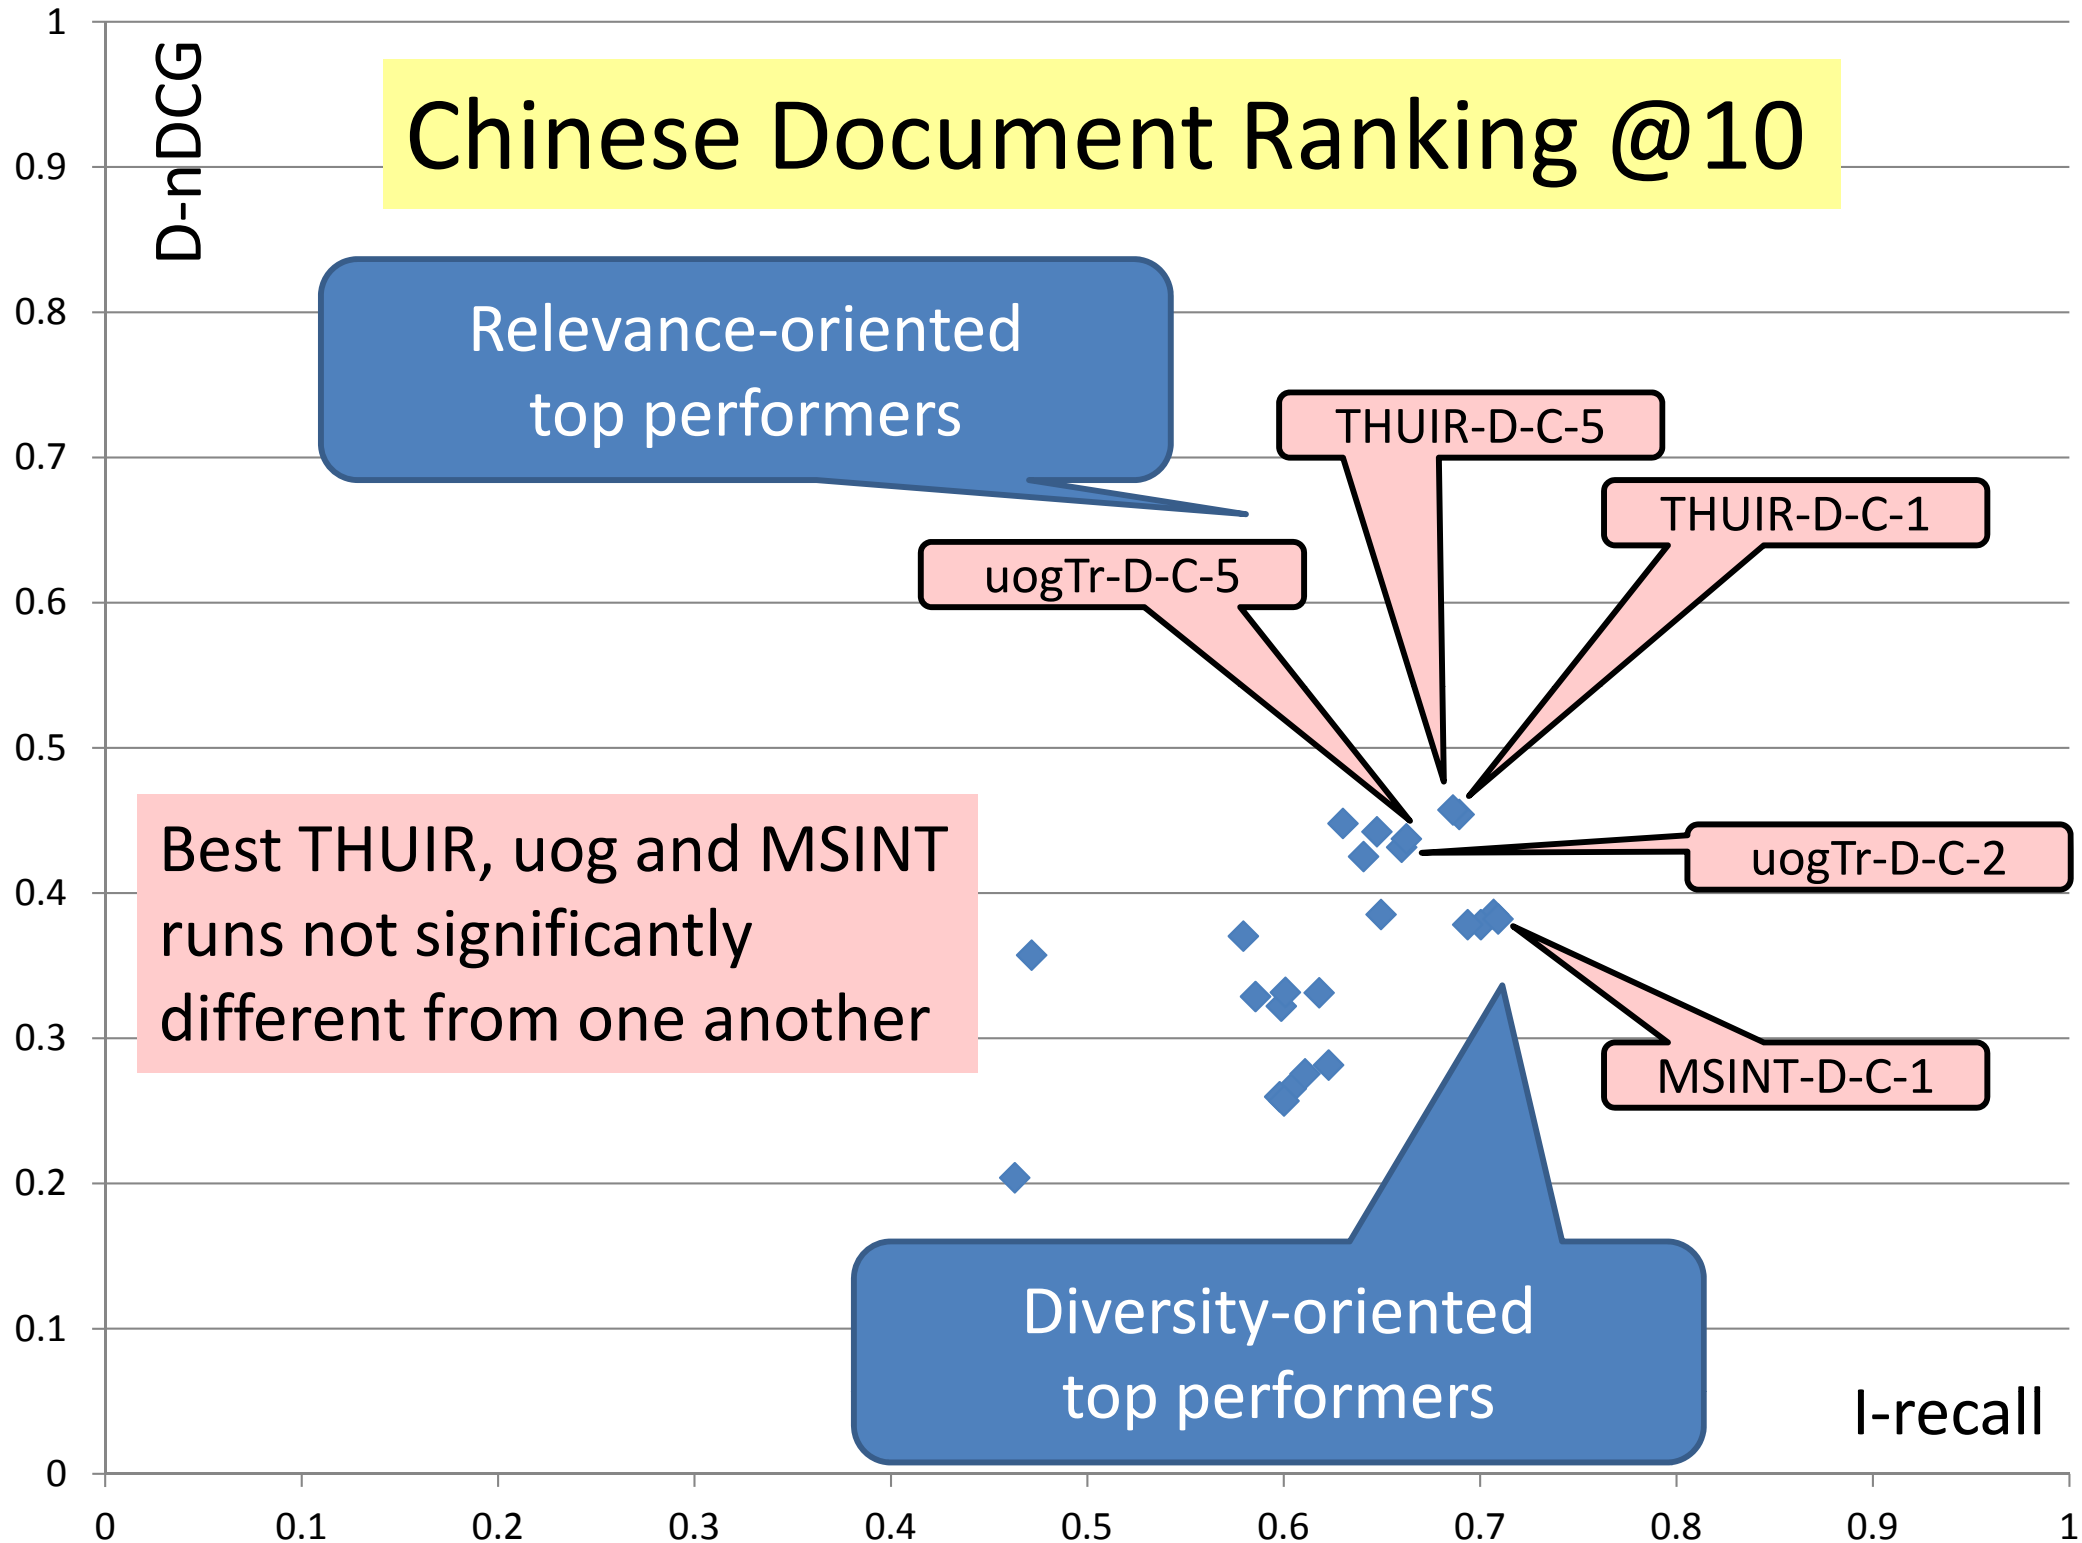 D-nDCG
Chinese Document Ranking @10
Relevance-oriented
top performers
THUIR-D-C-5
THUIR-D-C-1
uogTr-D-C-5
uogTr-D-C-2
Best THUIR, uog and MSINT
runs not significantly
different from one another
MSINT-D-C-1
Diversity-oriented
top performers
I-recall
1
0.9
0.8
0.7
0.6
0.5
0.4
0.3
0.2
0.1
0
0 0.1 0.2 0.3 0.4 0.5 0.6 0.7 0.8 0.9 1